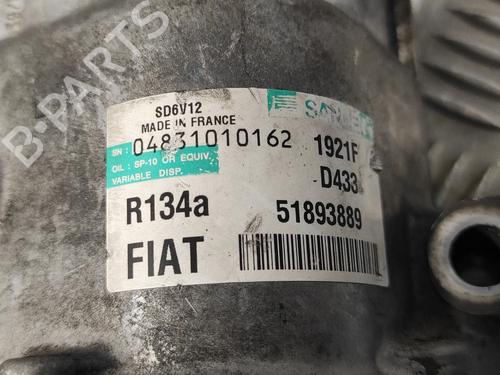 SD6V12
MADE IN FRANCE
SN : 04831010162
OIL : SP-10 OR EQUIV.
VARIABLE DISP.
1921F
D433
R134a
51893889
FIAT
B-PARTS